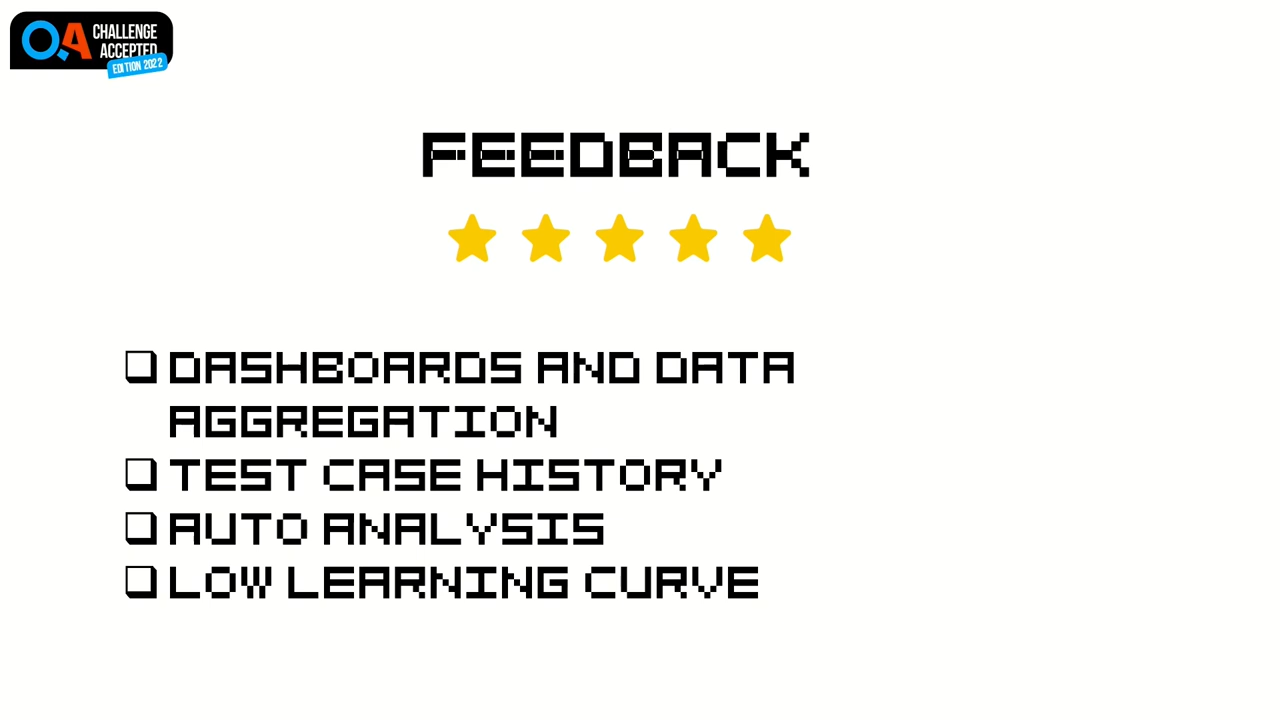 QA CHALLENGE
ACCEPTED
EDITION 2022
FEEDBACK
❑ DASHBOARDS AND DATA
AGGREGATION
❑ TEST CASE HISTORY
❑ AUTO ANALYSIS
❑ LOW LEARNING CURVE